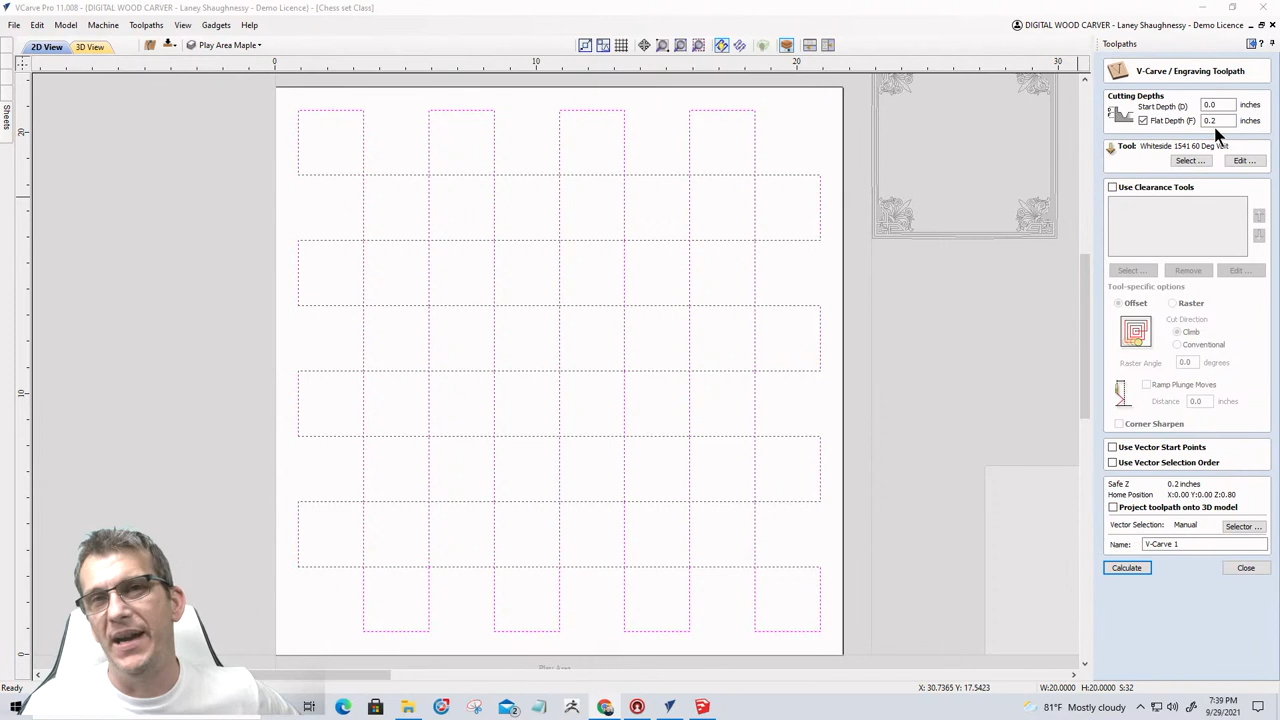 VCarve Pro 11.008 - {DIGITAL WOOD CARVER - Laney Shaughnessy - Demo Licence} - [Chess set Class]
File Edit Model Machine Toolpaths View Gadgets Help
DIGITAL WOOD CARVER - Laney Shaughnessy - Demo Licence
2D View 3D View Play Area Maple
Toolpaths
Sheets
0 10 20 30
20
10
0
V-Carve / Engraving Toolpath
Cutting Depths
Start Depth (D) 0.0 inches
Flat Depth (F) 0.2 inches
Tool: Whiteside 1541 60 Deg
Select ... Edit ...
Use Clearance Tools
Select ... Remove Edit ...
Tool-specific options
Offset Raster
Cut Direction
Climb
Conventional
Raster Angle 0.0 degrees
Ramp Plunge Moves
Distance 0.0 inches
Corner Sharpen
Use Vector Start Points
Use Vector Selection Order
Safe Z 0.2 inches
Home Position X:0.00 Y:0.00 Z:0.80
Project toolpath onto 3D model
Vector Selection: Manual Selector ...
Name: V-Carve 1
Calculate Close
Play Area
Ready
X: 30.7365 Y: 17.5423 W:20.0000 H:20.0000 S:32
81°F Mostly cloudy
7:39 PM
9/29/2021